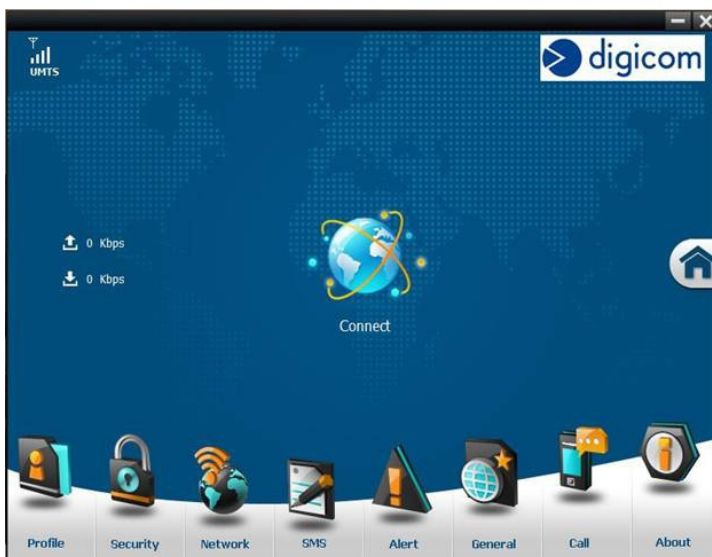 UMTS
digicom
0 Kbps
0 Kbps
Connect
Profile
Security
Network
SMS
Alert
General
Call
About